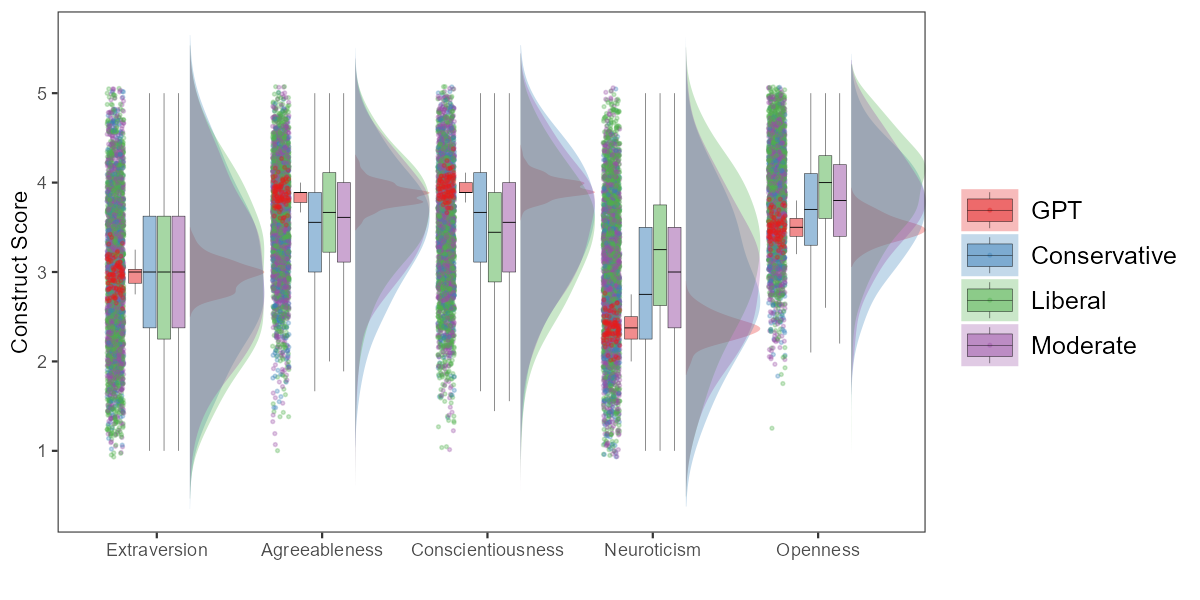 Construct Score
5
4
3
2
1
Extraversion
Agreeableness
Conscientiousness
Neuroticism
Openness
GPT
Conservative
Liberal
Moderate